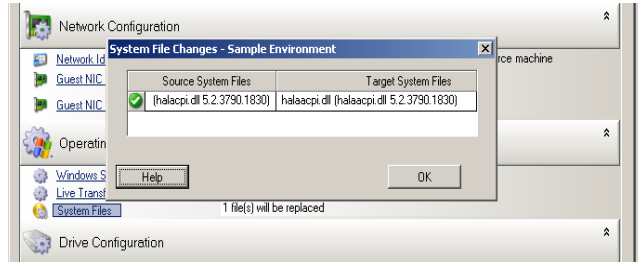 Network Configuration
System File Changes - Sample Environment
Network Id
rce machine
Guest NIC
Guest NIC
Source System Files
Target System Files
(halacpi.dll 5.2.3790.1830)
halaacpi.dll (halaacpi.dll 5.2.3790.1830)
Operatin
Help
OK
Windows S
Live Transf
System Files
1 file(s) will be replaced
Drive Configuration